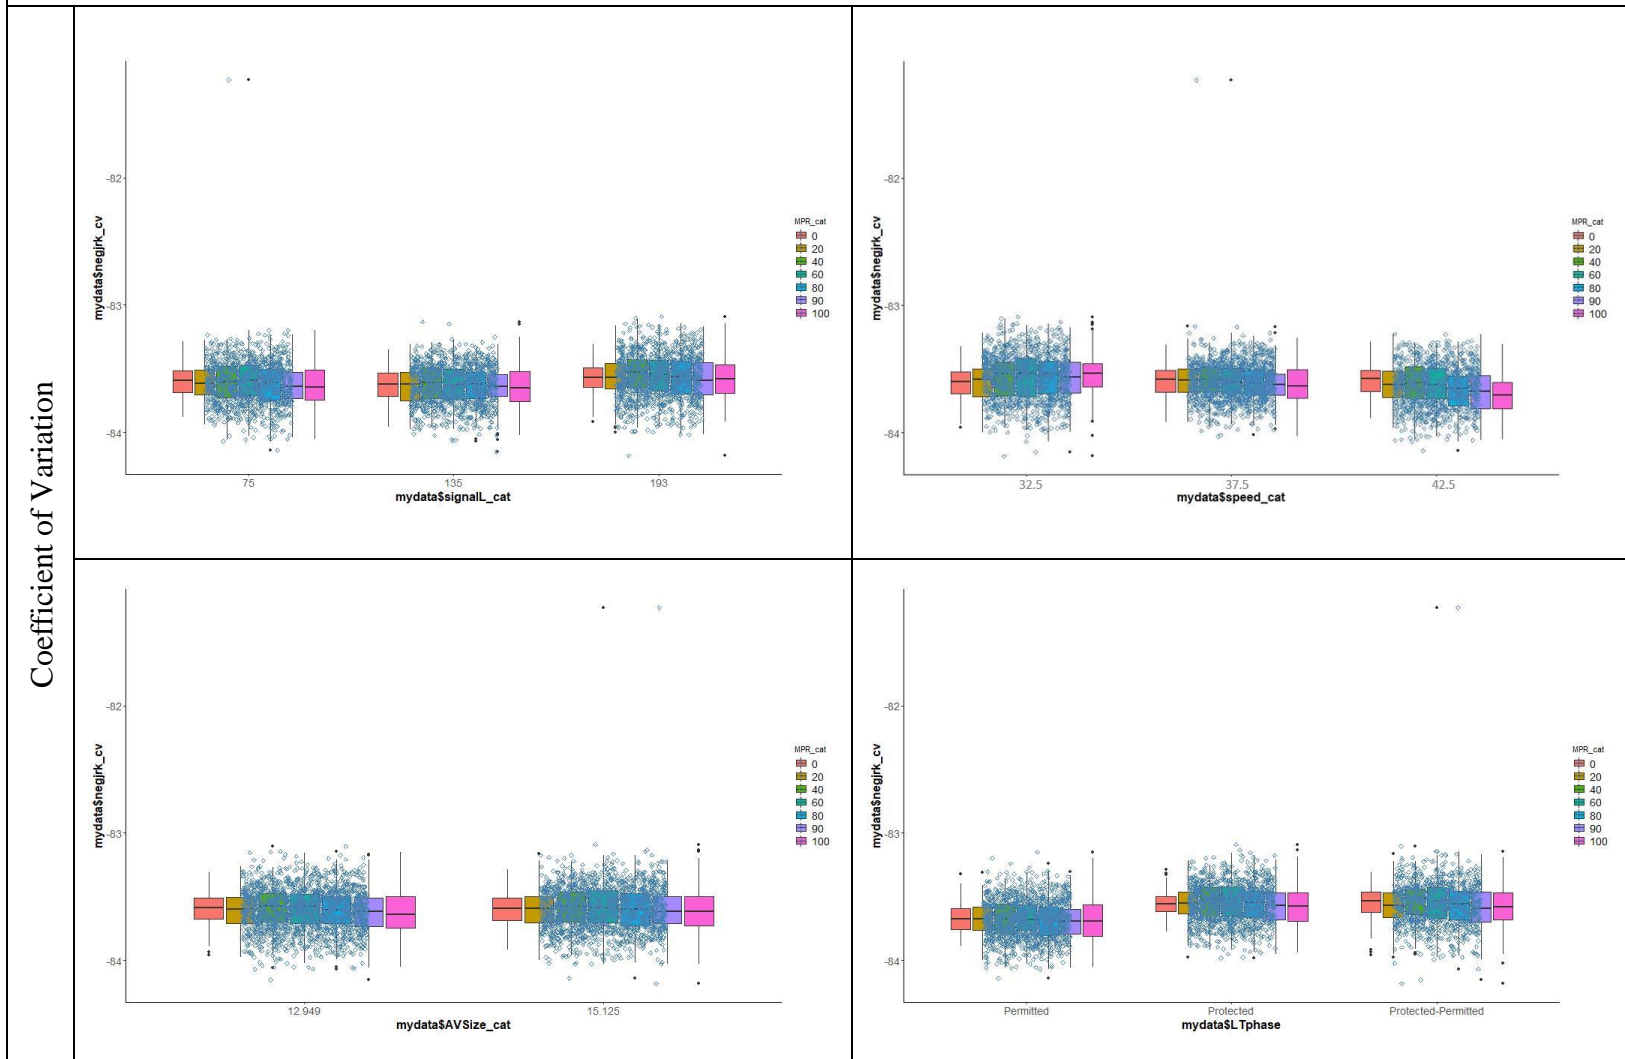 Coefficient of Variation
mydata$negjrk_cv
-82
-83
-84
75 135 193
mydata$signalL_cat
MPR_cat
0
20
40
60
80
90
100
mydata$negjrk_cv
-82
-83
-84
32.5 37.5 42.5
mydata$speed_cat
MPR_cat
0
20
40
60
80
90
100
mydata$negjrk_cv
-82
-83
-84
12.949 15.125
mydata$AVSize_cat
MPR_cat
0
20
40
60
80
90
100
mydata$negjrk_cv
-82
-83
-84
Permitted Protected Protected-Permitted
mydata$LTphase
MPR_cat
0
20
40
60
80
90
100